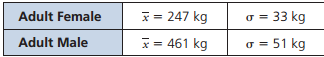 Adult Female x̄ = 247 kg σ = 33 kg
Adult Male x̄ = 461 kg σ = 51 kg